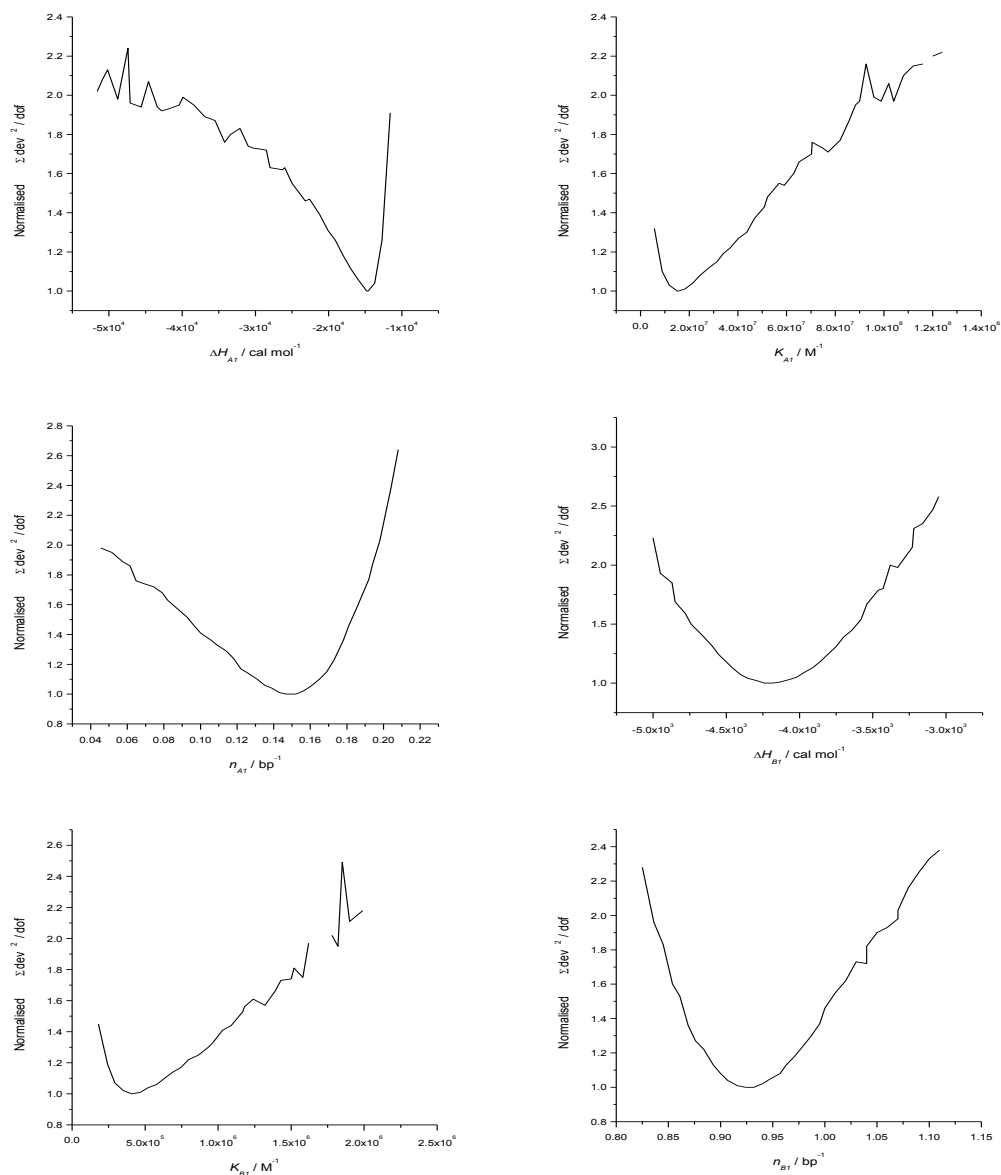 2.4
2.2
2.0
1.8
1.6
1.4
1.2
1.0
Normalised Σ dev ² / dof
-5x10⁴ -4x10⁴ -3x10⁴ -2x10⁴ -1x10⁴
ΔH_A1 / cal mol⁻¹
2.4
2.2
2.0
1.8
1.6
1.4
1.2
1.0
Normalised Σ dev ² / dof
0.0 2.0x10⁷ 4.0x10⁷ 6.0x10⁷ 8.0x10⁷ 1.0x10⁸ 1.2x10⁸ 1.4x10⁸
K_A1 / M⁻¹
2.8
2.6
2.4
2.2
2.0
1.8
1.6
1.4
1.2
1.0
0.8
Normalised Σ dev ² / dof
0.04 0.06 0.08 0.10 0.12 0.14 0.16 0.18 0.20 0.22
n_A1 / bp⁻¹
3.0
2.5
2.0
1.5
1.0
Normalised Σ dev ² / dof
-5.0x10³ -4.5x10³ -4.0x10³ -3.5x10³ -3.0x10³
ΔH_B1 / cal mol⁻¹
2.6
2.4
2.2
2.0
1.8
1.6
1.4
1.2
1.0
0.8
Normalised Σ dev ² / dof
0.0 5.0x10⁵ 1.0x10⁶ 1.5x10⁶ 2.0x10⁶ 2.5x10⁶
K_B1 / M⁻¹
2.4
2.2
2.0
1.8
1.6
1.4
1.2
1.0
0.8
Normalised Σ dev ² / dof
0.80 0.85 0.90 0.95 1.00 1.05 1.10 1.15
n_B1 / bp⁻¹